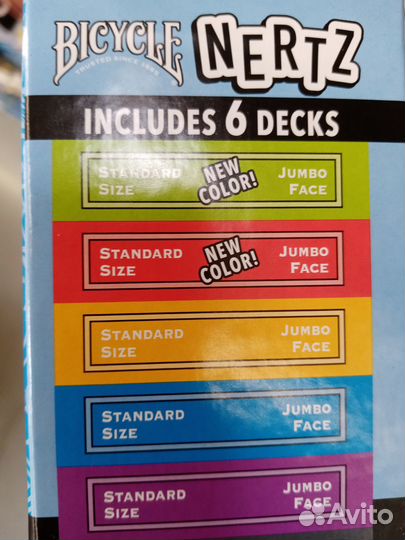 BICYCLE
TRUSTED SINCE 1885
NERTZ
INCLUDES 6 DECKS
STANDARD SIZE
NEW COLOR!
JUMBO FACE
STANDARD SIZE
NEW COLOR!
JUMBO FACE
STANDARD SIZE
JUMBO FACE
STANDARD SIZE
JUMBO FACE
STANDARD SIZE
JUMBO FACE
Avito